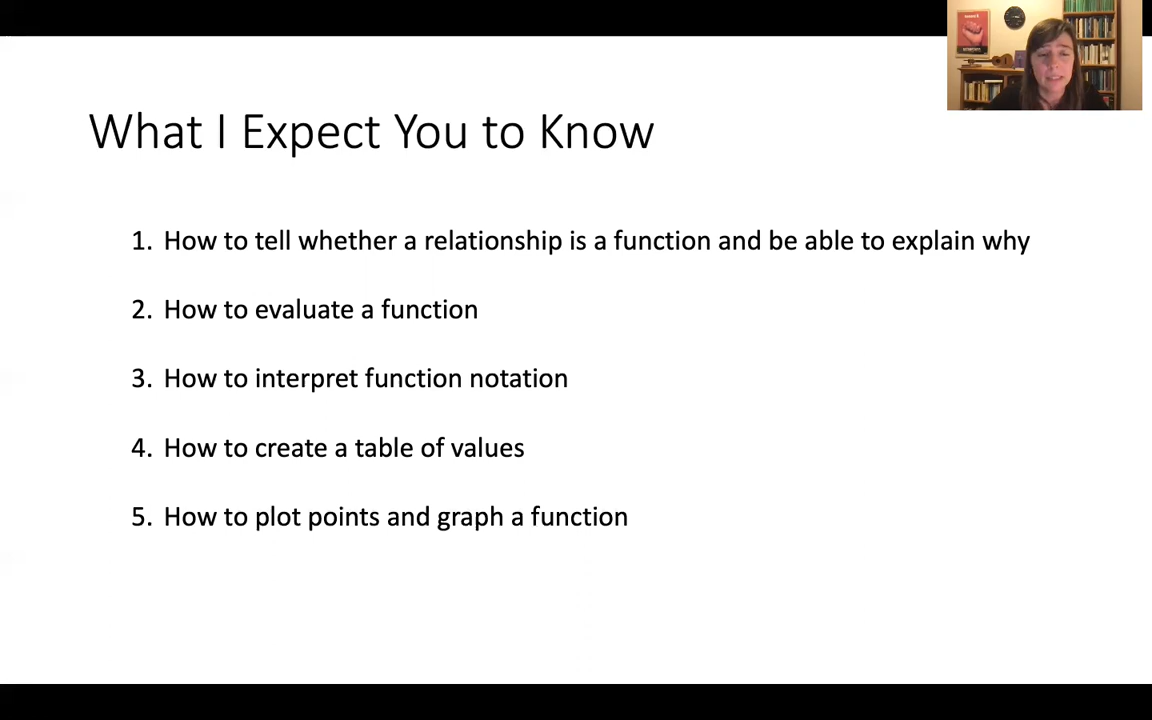 What I Expect You to Know
1. How to tell whether a relationship is a function and be able to explain why
2. How to evaluate a function
3. How to interpret function notation
4. How to create a table of values
5. How to plot points and graph a function